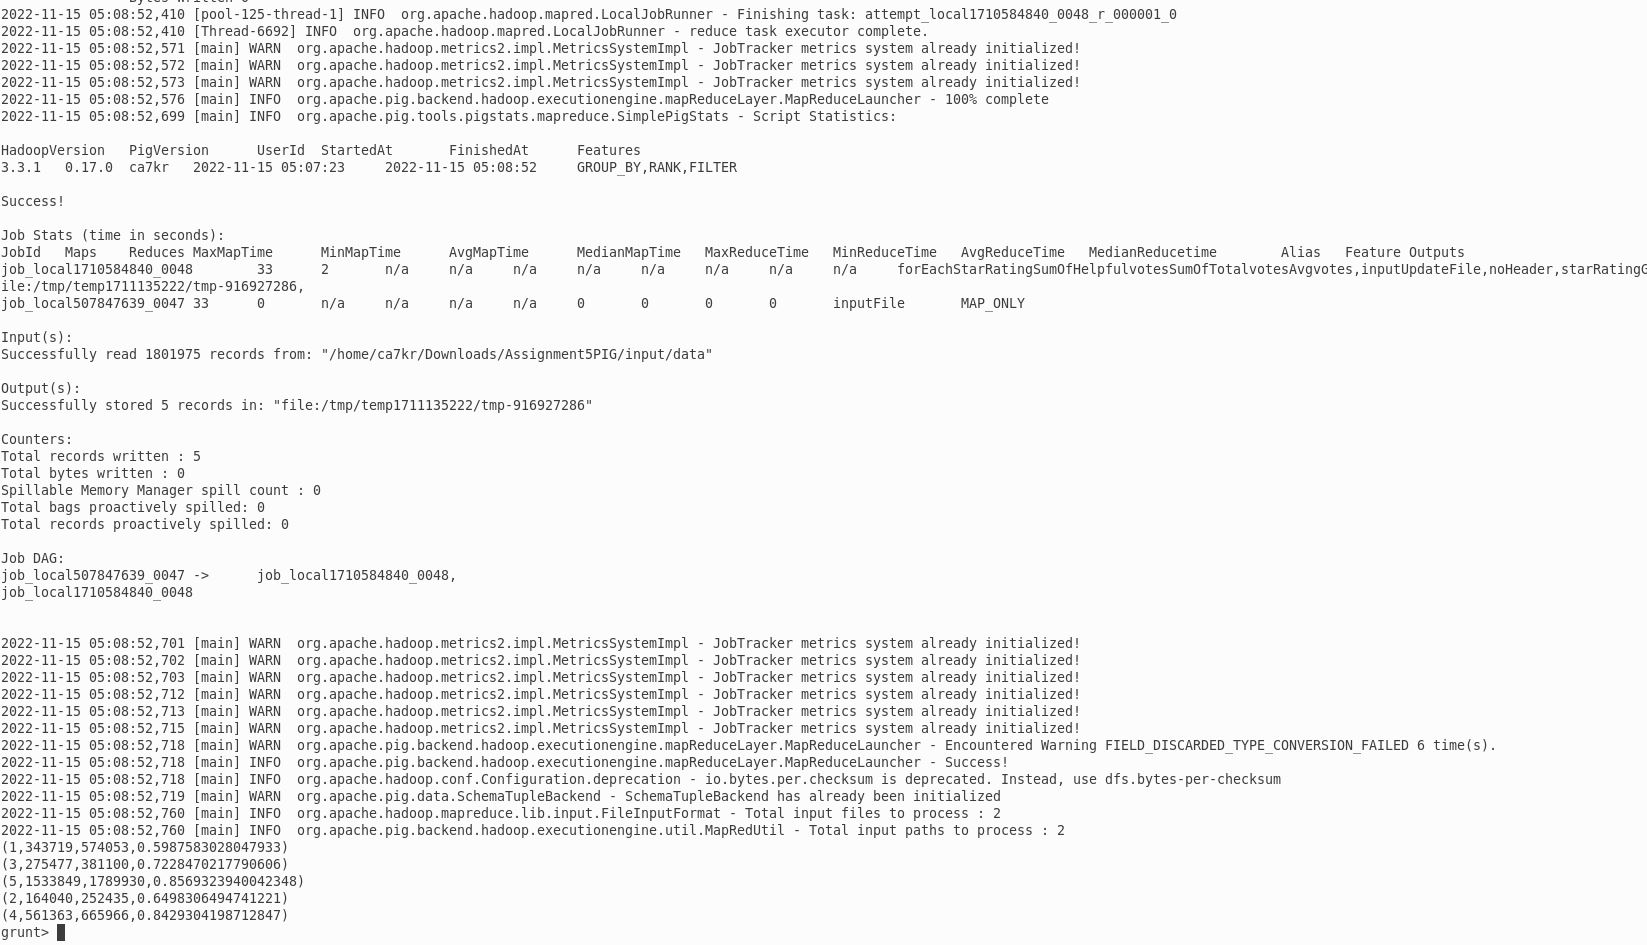 2022-11-15 05:08:52,410 [pool-125-thread-1] INFO  org.apache.hadoop.mapred.LocalJobRunner - Finishing task: attempt_local1710584840_0048_r_000001_0
2022-11-15 05:08:52,410 [Thread-6692] INFO  org.apache.hadoop.mapred.LocalJobRunner - reduce task executor complete.
2022-11-15 05:08:52,571 [main] WARN  org.apache.hadoop.metrics2.impl.MetricsSystemImpl - JobTracker metrics system already initialized!
2022-11-15 05:08:52,572 [main] WARN  org.apache.hadoop.metrics2.impl.MetricsSystemImpl - JobTracker metrics system already initialized!
2022-11-15 05:08:52,573 [main] WARN  org.apache.hadoop.metrics2.impl.MetricsSystemImpl - JobTracker metrics system already initialized!
2022-11-15 05:08:52,576 [main] INFO  org.apache.pig.backend.hadoop.executionengine.mapReduceLayer.MapReduceLauncher - 100% complete
2022-11-15 05:08:52,699 [main] INFO  org.apache.pig.tools.pigstats.mapreduce.SimplePigStats - Script Statistics:
HadoopVersion   PigVersion      UserId  StartedAt       FinishedAt      Features
3.3.1   0.17.0  ca7kr   2022-11-15 05:07:23     2022-11-15 05:08:52     GROUP_BY,RANK,FILTER
Success!
Job Stats (time in seconds):
JobId   Maps    Reduces MaxMapTime      MinMapTime      AvgMapTime      MedianMapTime   MaxReduceTime   MinReduceTime   AvgReduceTime   MedianReducetime        Alias   Feature Outputs
job_local1710584840_0048        33      2       n/a     n/a     n/a     n/a     n/a     n/a     n/a     n/a     forEachStarRatingSumOfHelpfulvotesSumOfTotalvotesAvgvotes,inputUpdateFile,noHeader,starRatingG
ile:/tmp/temp1711135222/tmp-916927286,
job_local507847639_0047 33      0       n/a     n/a     n/a     n/a     0       0       0       0       inputFile       MAP_ONLY
Input(s):
Successfully read 1801975 records from: "/home/ca7kr/Downloads/Assignment5PIG/input/data"
Output(s):
Successfully stored 5 records in: "file:/tmp/temp1711135222/tmp-916927286"
Counters:
Total records written : 5
Total bytes written : 0
Spillable Memory Manager spill count : 0
Total bags proactively spilled: 0
Total records proactively spilled: 0
Job DAG:
job_local507847639_0047 ->      job_local1710584840_0048,
job_local1710584840_0048
2022-11-15 05:08:52,701 [main] WARN  org.apache.hadoop.metrics2.impl.MetricsSystemImpl - JobTracker metrics system already initialized!
2022-11-15 05:08:52,702 [main] WARN  org.apache.hadoop.metrics2.impl.MetricsSystemImpl - JobTracker metrics system already initialized!
2022-11-15 05:08:52,703 [main] WARN  org.apache.hadoop.metrics2.impl.MetricsSystemImpl - JobTracker metrics system already initialized!
2022-11-15 05:08:52,712 [main] WARN  org.apache.hadoop.metrics2.impl.MetricsSystemImpl - JobTracker metrics system already initialized!
2022-11-15 05:08:52,713 [main] WARN  org.apache.hadoop.metrics2.impl.MetricsSystemImpl - JobTracker metrics system already initialized!
2022-11-15 05:08:52,715 [main] WARN  org.apache.hadoop.metrics2.impl.MetricsSystemImpl - JobTracker metrics system already initialized!
2022-11-15 05:08:52,718 [main] WARN  org.apache.pig.backend.hadoop.executionengine.mapReduceLayer.MapReduceLauncher - Encountered Warning FIELD_DISCARDED_TYPE_CONVERSION_FAILED 6 time(s).
2022-11-15 05:08:52,718 [main] INFO  org.apache.pig.backend.hadoop.executionengine.mapReduceLayer.MapReduceLauncher - Success!
2022-11-15 05:08:52,718 [main] INFO  org.apache.hadoop.conf.Configuration.deprecation - io.bytes.per.checksum is deprecated. Instead, use dfs.bytes-per-checksum
2022-11-15 05:08:52,719 [main] WARN  org.apache.pig.data.SchemaTupleBackend - SchemaTupleBackend has already been initialized
2022-11-15 05:08:52,760 [main] INFO  org.apache.hadoop.mapreduce.lib.input.FileInputFormat - Total input files to process : 2
2022-11-15 05:08:52,760 [main] INFO  org.apache.pig.backend.hadoop.executionengine.util.MapRedUtil - Total input paths to process : 2
(1,343719,574053,0.5987583028047933)
(3,275477,381100,0.7228470217790606)
(5,1533849,1789930,0.8569323940042348)
(2,164040,252435,0.6498306494741221)
(4,561363,665966,0.8429304198712847)
grunt>